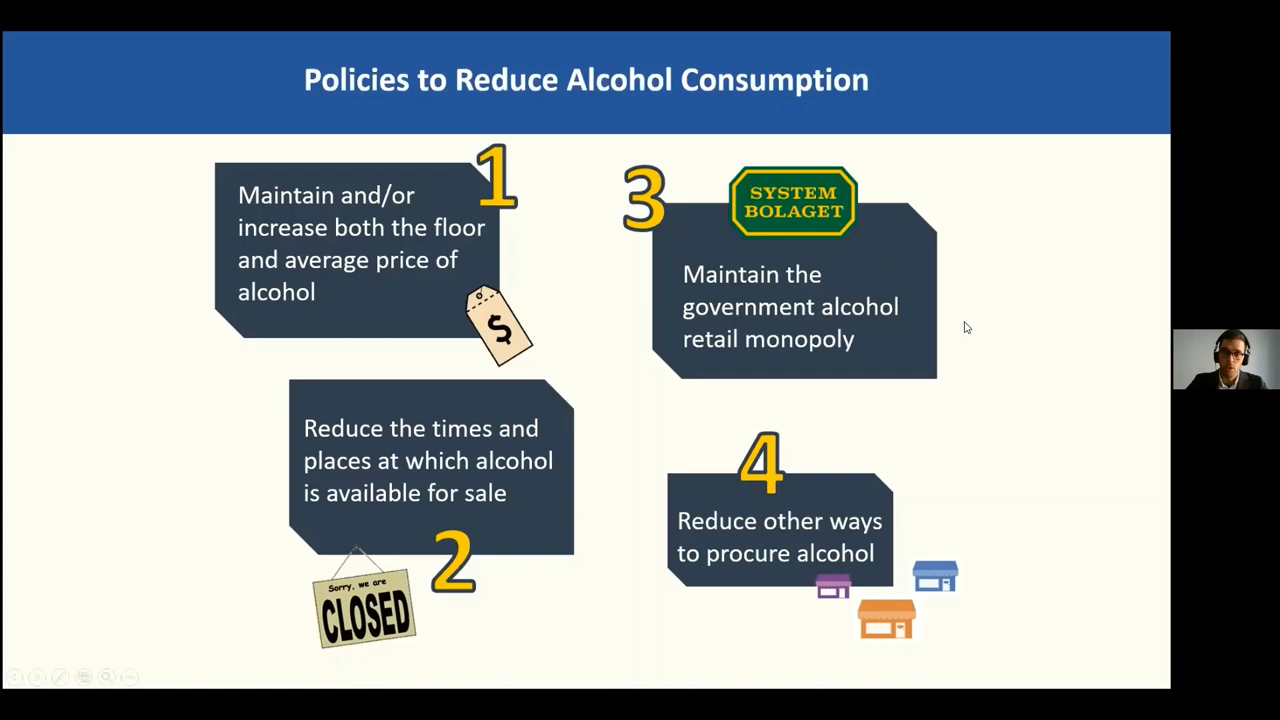 Policies to Reduce Alcohol Consumption
1
Maintain and/or
increase both the floor
and average price of
alcohol
$
Reduce the times and
places at which alcohol
is available for sale
2
Sorry, we are
CLOSED
3
SYSTEM
BOLAGET
Maintain the
government alcohol
retail monopoly
4
Reduce other ways
to procure alcohol